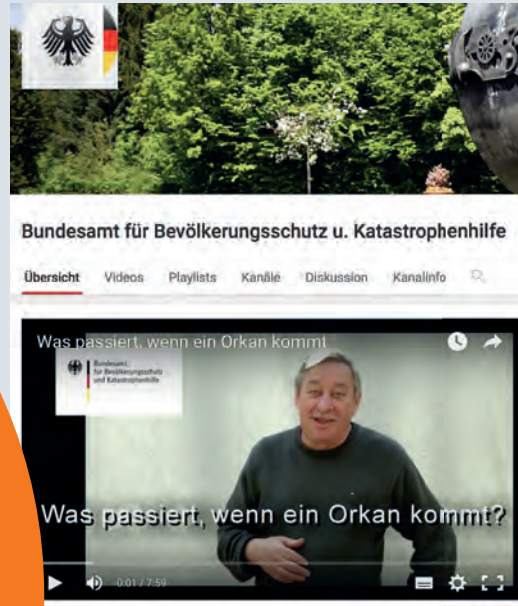 Bundesamt für Bevölkerungsschutz u. Katastrophenhilfe
Übersicht Videos Playlists Kanäle Diskussion Kanalinfo
Was passiert, wenn ein Orkan kommt
Bundesamt
für Bevölkerungsschutz
und Katastrophenhilfe
Was passiert, wenn ein Orkan kommt?
0:01 / 7:59